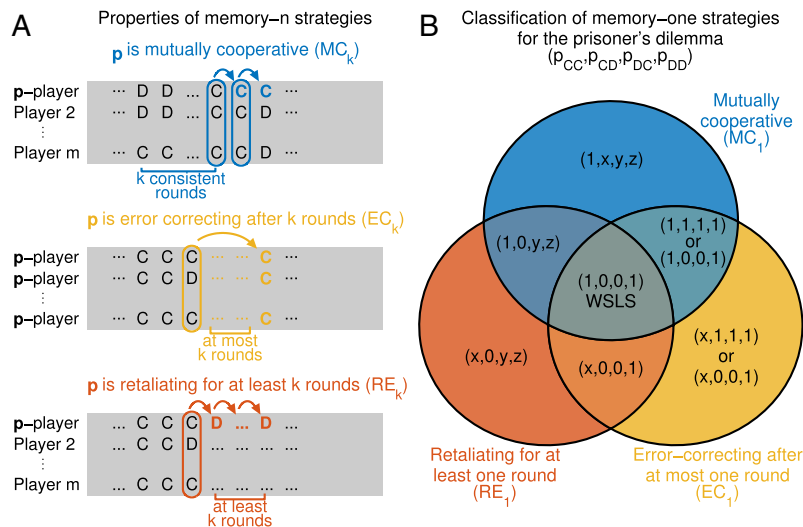 A
Properties of memory–n strategies
p is mutually cooperative (MCk)
p–player ... D D ... C C C ...
Player 2 ... D D ... C C D ...
⋮
Player m ... C C ... C C D ...
k consistent
rounds
p is error correcting after k rounds (ECk)
p–player ... C C C ... ... C ...
p–player ... C C D ... ... C ...
⋮
p–player ... C C C ... ... C ...
at most
k rounds
p is retaliating for at least k rounds (REk)
p–player ... C C C D ... D ...
Player 2 ... C C D ... ... ... ...
⋮
Player m ... C C C ... ... ... ...
at least
k rounds
B
Classification of memory–one strategies
for the prisoner's dilemma
(pCC,pCD,pDC,pDD)
Mutually
cooperative
(MC1)
(1,x,y,z)
(1,0,y,z)
(1,1,1,1)
or
(1,0,0,1)
(1,0,0,1)
WSLS
(x,0,y,z)
(x,0,0,1)
(x,1,1,1)
or
(x,0,0,1)
Retaliating for at
least one round
(RE1)
Error–correcting after
at most one round
(EC1)